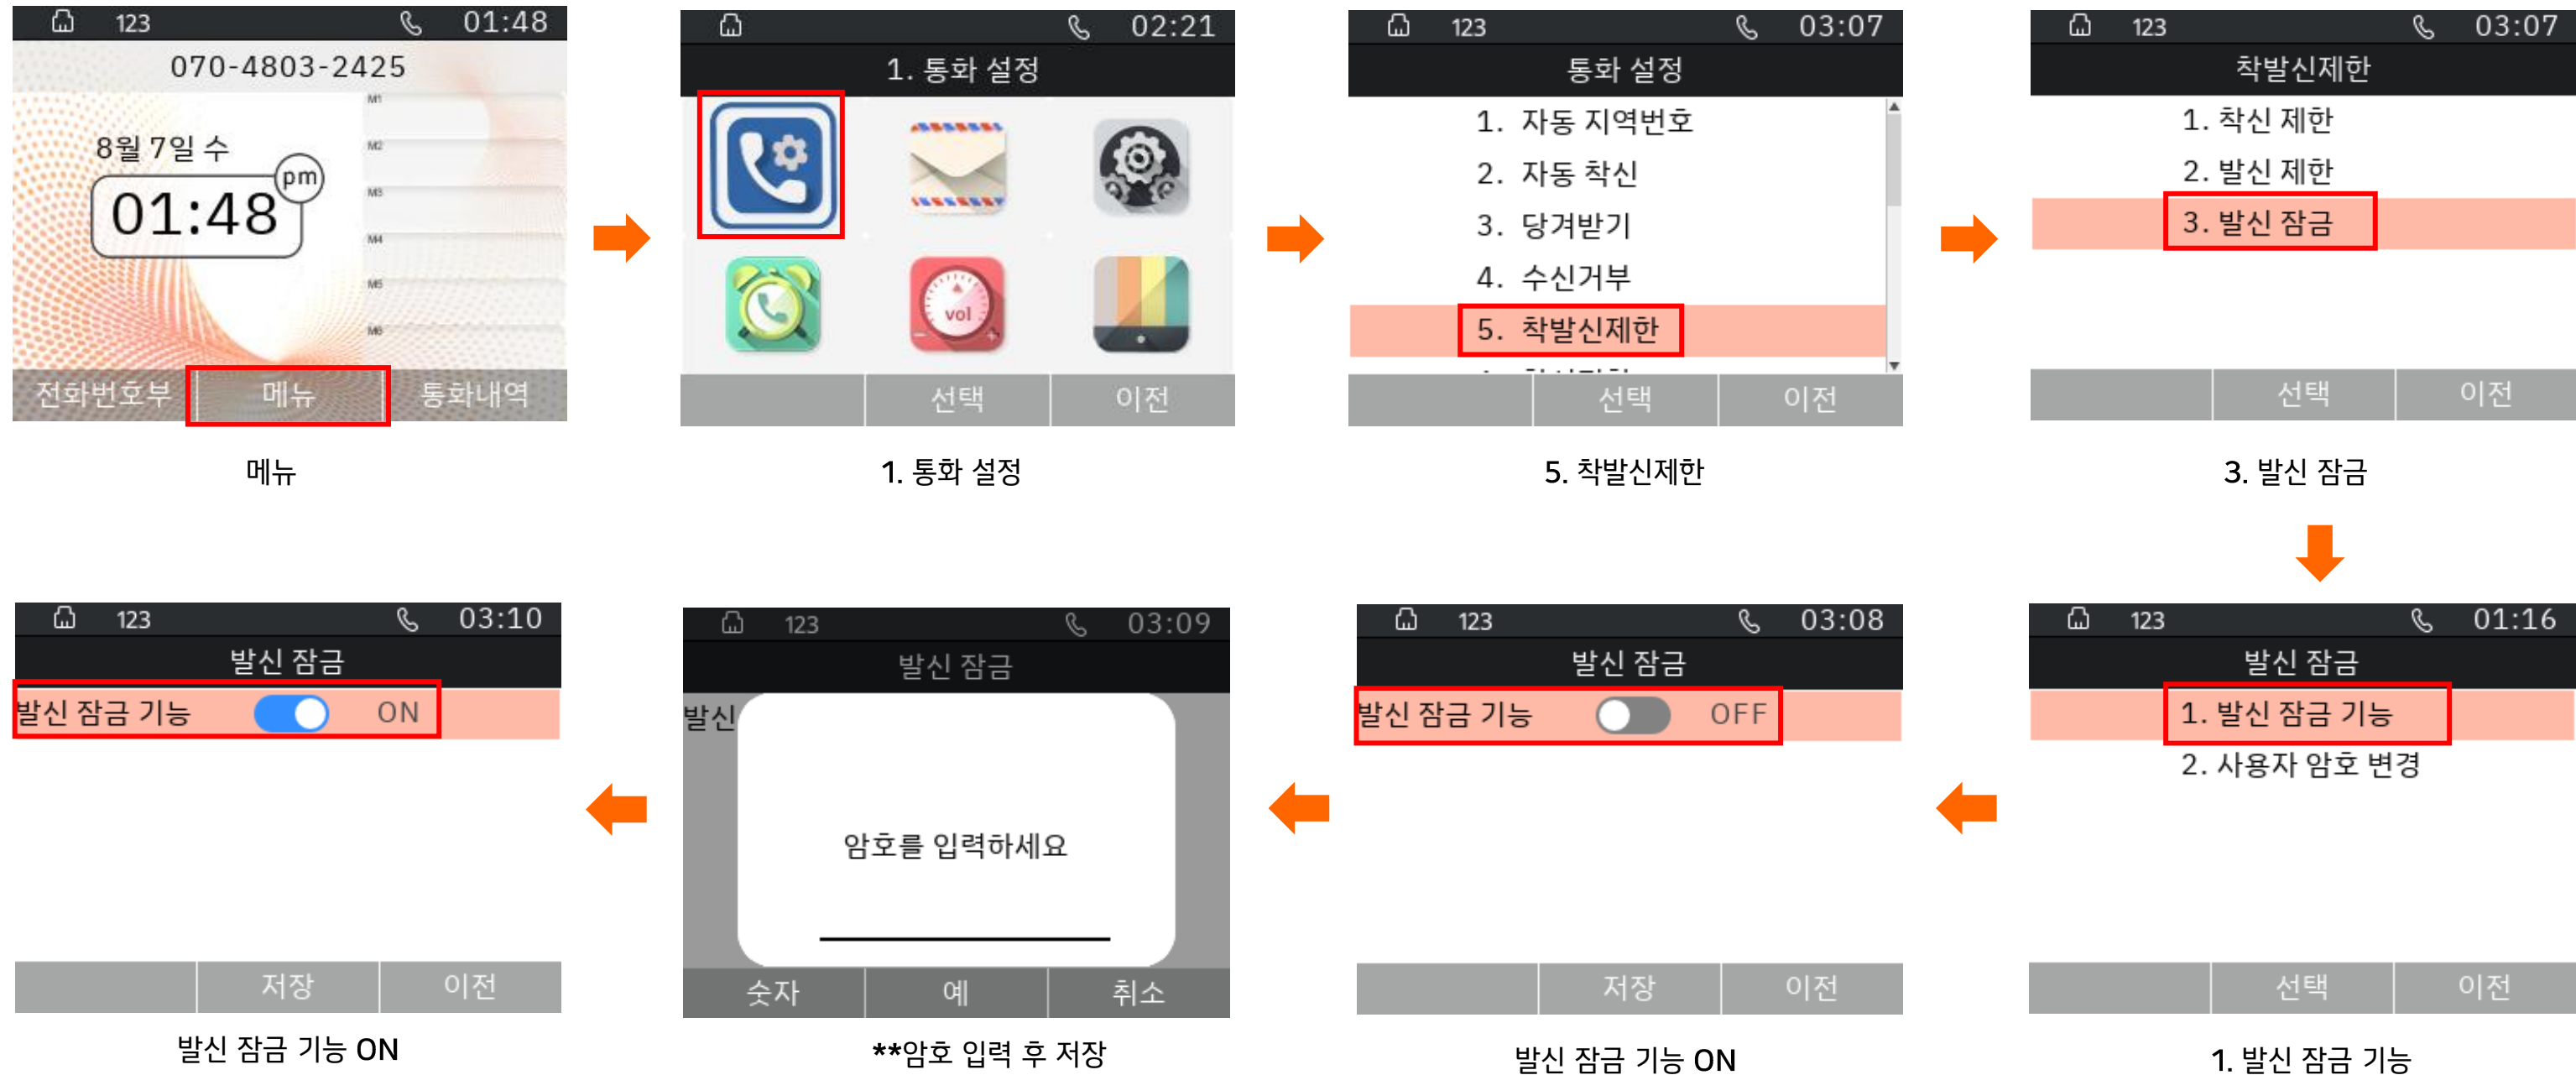 123 01:48
070-4803-2425
M1
8월 7일 수
M2
pm
M3
01:48
M4
M5
M6
전화번호부 메뉴 통화내역
메뉴
02:21
1. 통화 설정
vol
선택 이전
1. 통화 설정
123 03:07
통화 설정
1. 자동 지역번호
2. 자동 착신
3. 당겨받기
4. 수신거부
5. 착발신제한
선택 이전
5. 착발신제한
123 03:07
착발신제한
1. 착신 제한
2. 발신 제한
3. 발신 잠금
선택 이전
3. 발신 잠금
123 01:16
발신 잠금
1. 발신 잠금 기능
2. 사용자 암호 변경
선택 이전
1. 발신 잠금 기능
123 03:08
발신 잠금
발신 잠금 기능 OFF
저장 이전
발신 잠금 기능 ON
123 03:09
발신 잠금
발신
암호를 입력하세요
숫자 예 취소
**암호 입력 후 저장
123 03:10
발신 잠금
발신 잠금 기능 ON
저장 이전
발신 잠금 기능 ON